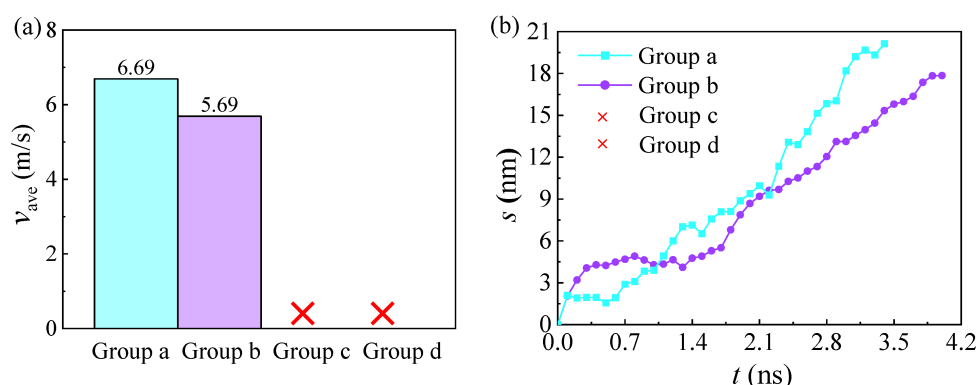 (a)
8
6
4
2
0
v_ave (m/s)
6.69
5.69
Group a
Group b
Group c
Group d
(b)
21
18
15
12
9
6
3
0
s (nm)
Group a
Group b
Group c
Group d
0.0 0.7 1.4 2.1 2.8 3.5 4.2
t (ns)